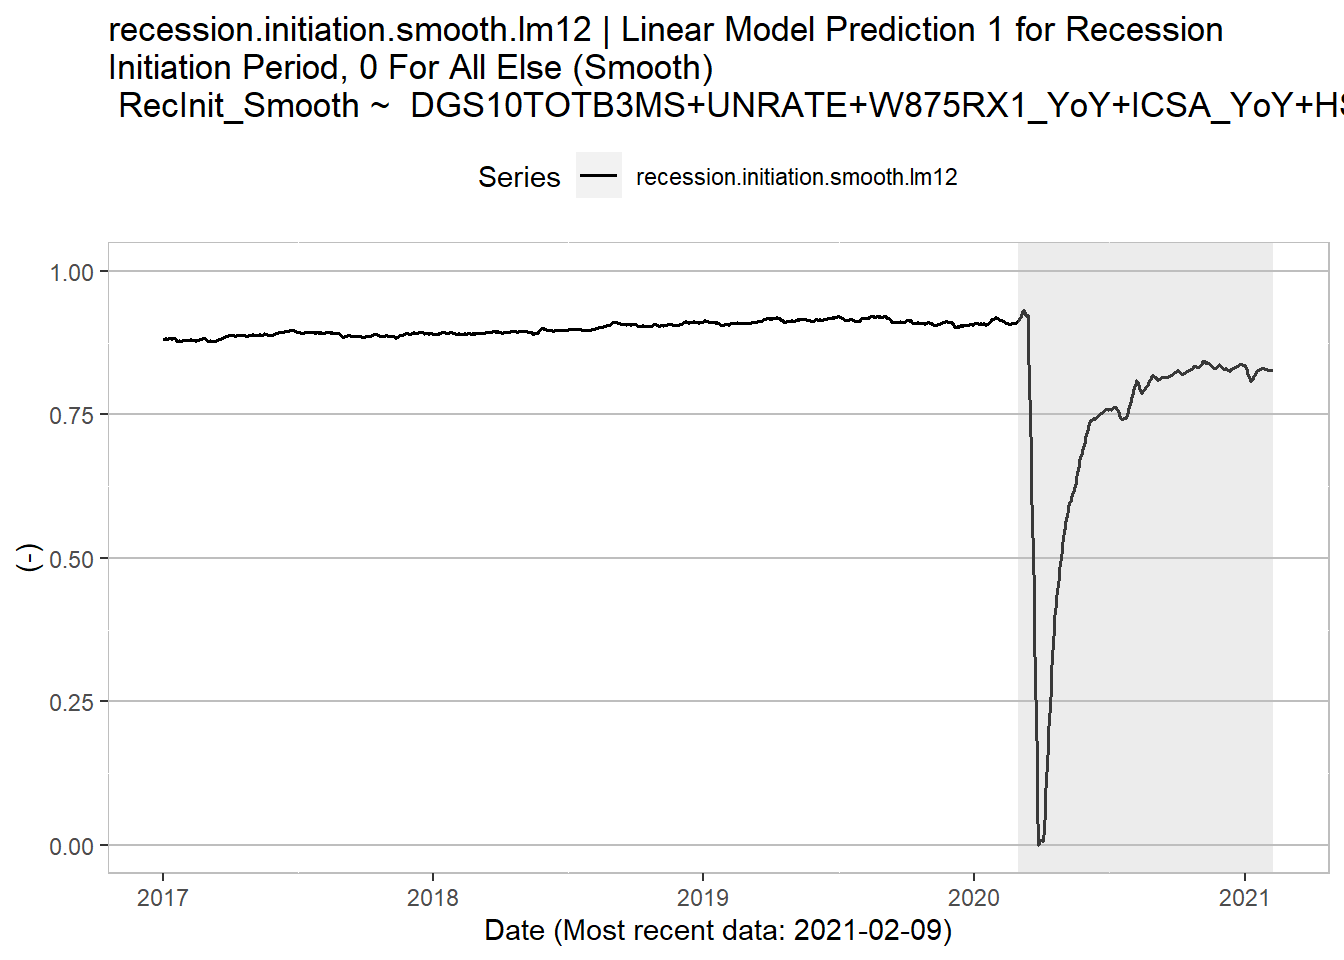 recession.initiation.smooth.lm12 | Linear Model Prediction 1 for Recession
Initiation Period, 0 For All Else (Smooth)
RecInit_Smooth ~ DGS10TOTB3MS+UNRATE+W875RX1_YoY+ICSA_YoY+HS
Series
recession.initiation.smooth.lm12
1.00
0.75
0.50
0.25
0.00
(-)
2017
2018
2019
2020
2021
Date (Most recent data: 2021-02-09)